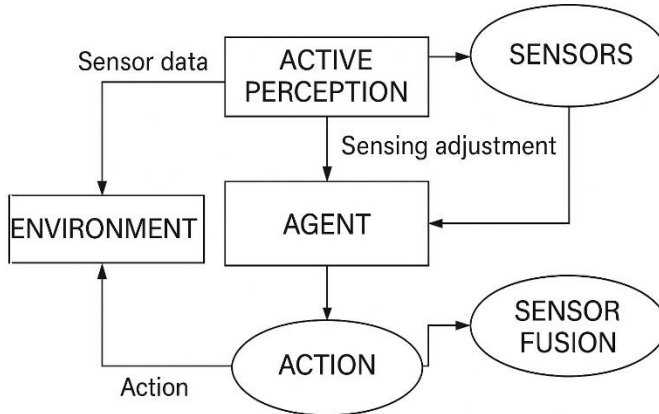 Sensor data
ACTIVE
PERCEPTION
SENSORS
Sensing adjustment
ENVIRONMENT
AGENT
Action
ACTION
SENSOR
FUSION